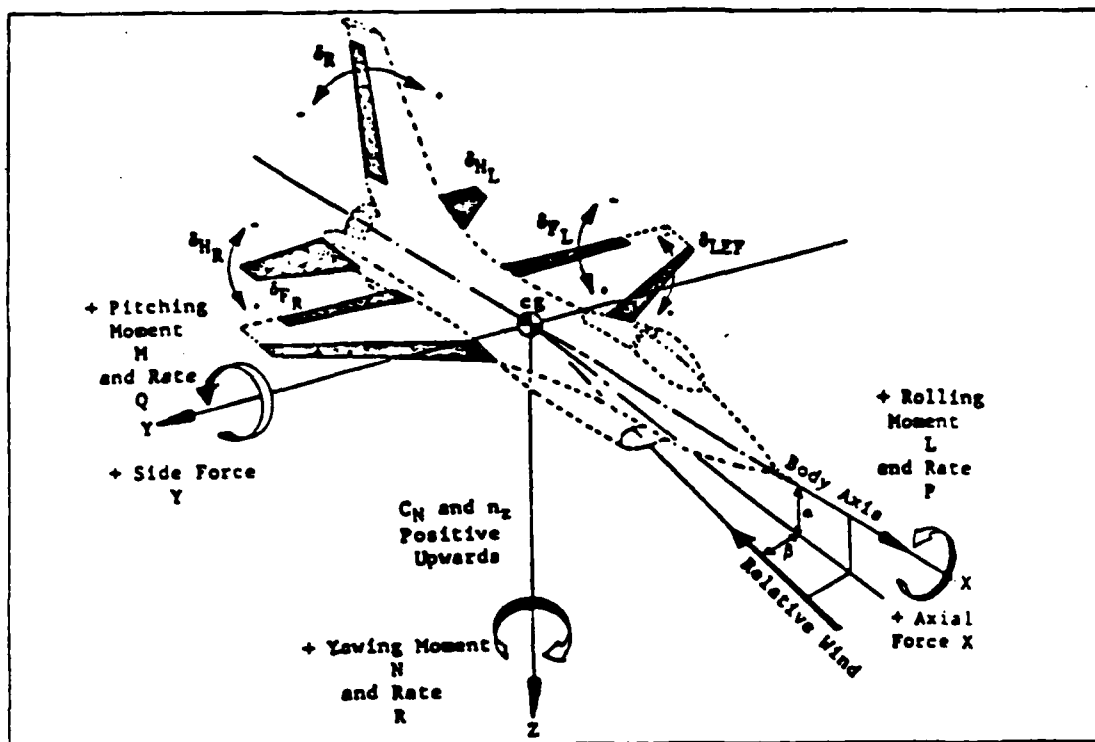 δR
-
+
δHL
δFL
-
+
δLEF
δHR
-
+
δFR
cg
+ Pitching
Moment
M
and Rate
Q
Y
+ Side Force
Y
+ Rolling
Moment
L
and Rate
P
Body Axis
α
β
Relative Wind
X
+ Axial
Force X
CN and nz
Positive
Upwards
+ Yawing Moment
N
and Rate
R
Z